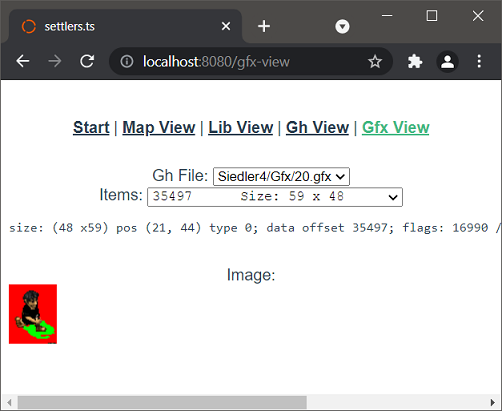 settlers.ts
localhost:8080/gfx-view
Start | Map View | Lib View | Gh View | Gfx View
Gh File: Siedler4/Gfx/20.gfx
Items: 35497 Size: 59 x 48
size: (48 x59) pos (21, 44) type 0; data offset 35497; flags: 16990 /
Image: